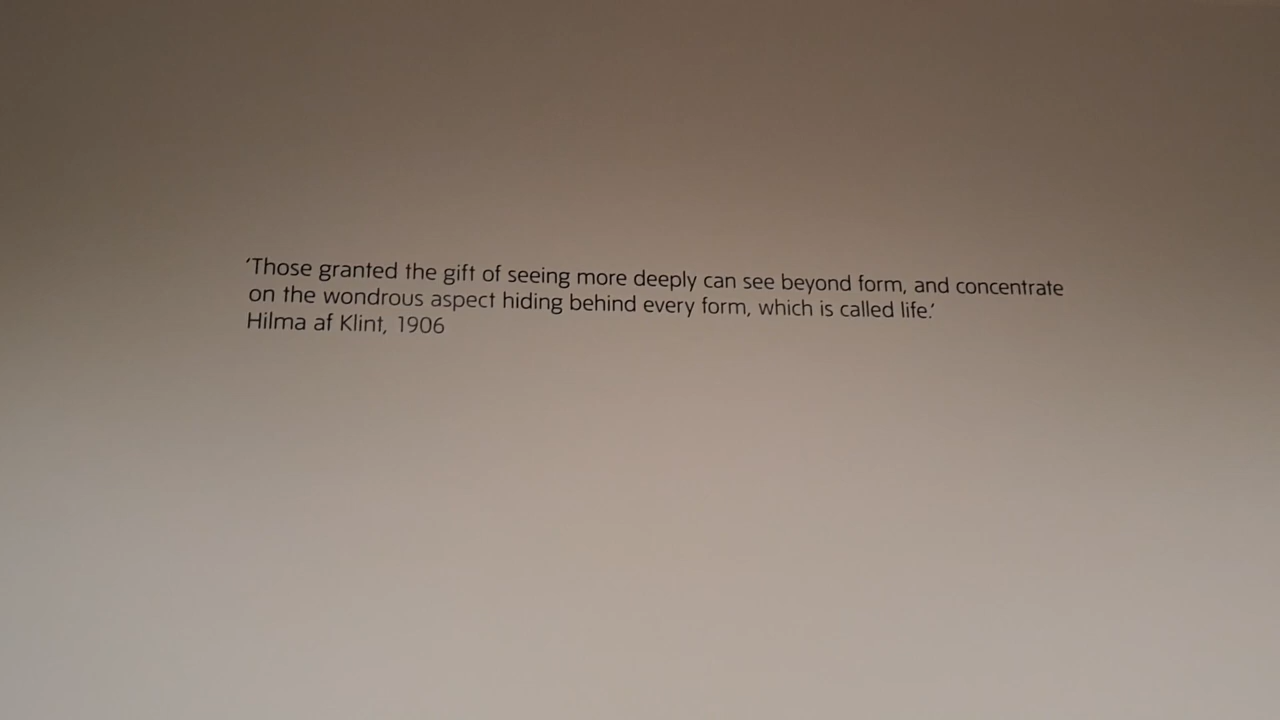 ‘Those granted the gift of seeing more deeply can see beyond form, and concentrate
on the wondrous aspect hiding behind every form, which is called life.’
Hilma af Klint, 1906